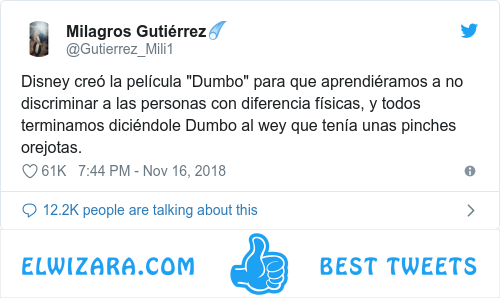 Milagros Gutiérrez☄️
@Gutierrez_Mili1
Disney creó la película "Dumbo" para que aprendiéramos a no
discriminar a las personas con diferencia físicas, y todos
terminamos diciéndole Dumbo al wey que tenía unas pinches
orejotas.
61K 7:44 PM - Nov 16, 2018
12.2K people are talking about this
ELWIZARA.COM BEST TWEETS